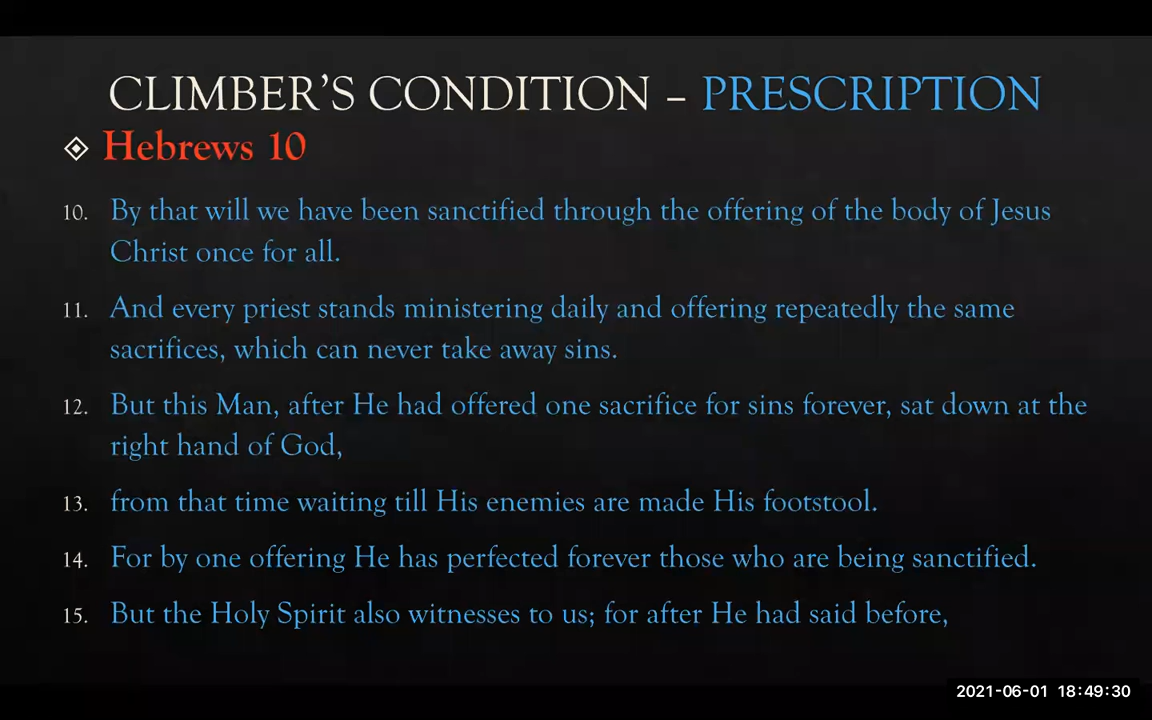 CLIMBER’S CONDITION – PRESCRIPTION
Hebrews 10
10. By that will we have been sanctified through the offering of the body of Jesus
Christ once for all.
11. And every priest stands ministering daily and offering repeatedly the same
sacrifices, which can never take away sins.
12. But this Man, after He had offered one sacrifice for sins forever, sat down at the
right hand of God,
13. from that time waiting till His enemies are made His footstool.
14. For by one offering He has perfected forever those who are being sanctified.
15. But the Holy Spirit also witnesses to us; for after He had said before,
2021-06-01 18:49:30